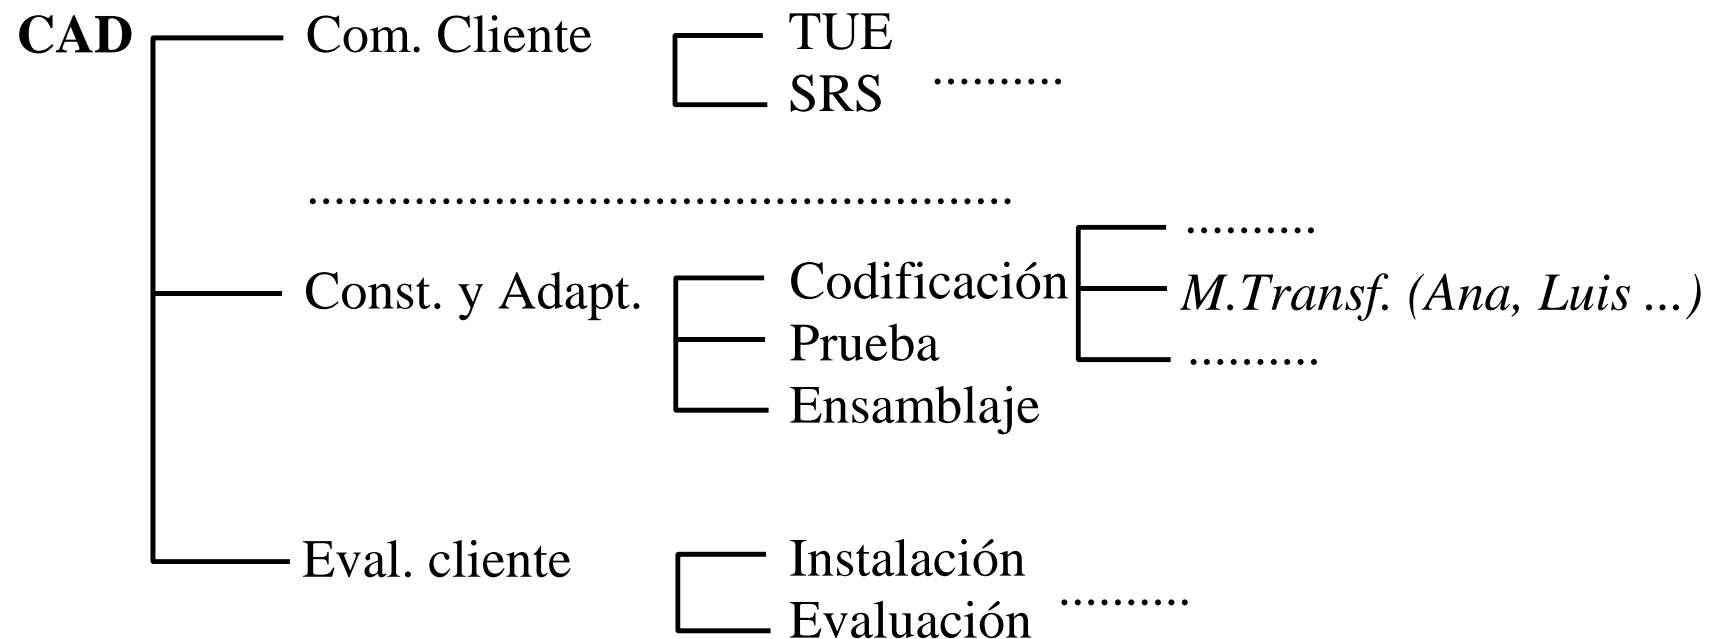 CAD Com. Cliente TUE
SRS ..........
.....................................................
..........
Const. y Adapt. Codificación M.Transf. (Ana, Luis ...)
Prueba ..........
Ensamblaje
Eval. cliente Instalación
Evaluación ..........